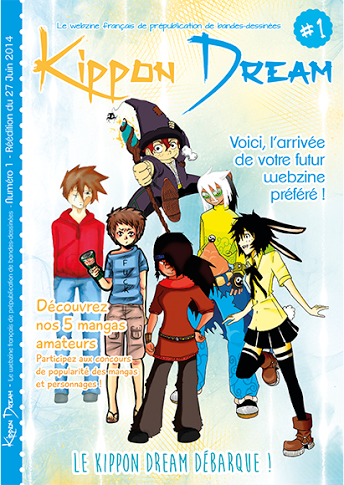 Le webzine français de prépublication de bandes-dessinées
#1
Kippon Dream
Voici, l'arrivée
de votre futur
webzine
préféré !
Découvrez
nos 5 mangas
amateurs
Participez aux concours
de popularité des mangas
et personnages !
LE KIPPON DREAM DÉBARQUE !
Kippon Dream - Le webzine français de prépublication de bandes-dessinées - Numéro 1 - Réédition du 27 Juin 2014